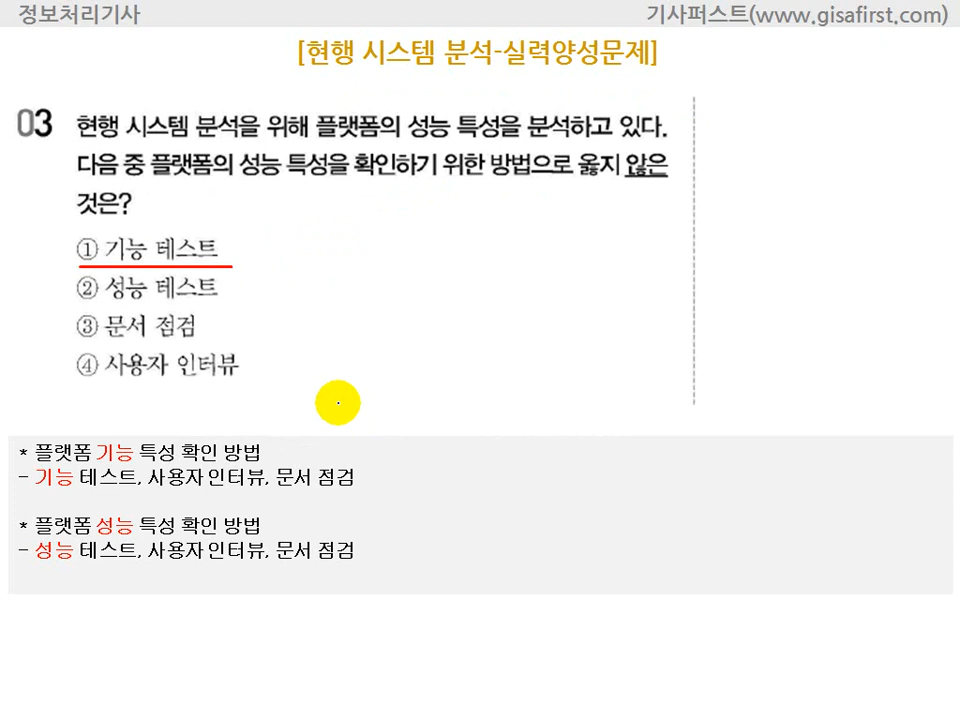 정보처리기사
기사퍼스트(www.gisafirst.com)
[현행 시스템 분석-실력양성문제]
03 현행 시스템 분석을 위해 플랫폼의 성능 특성을 분석하고 있다.
다음 중 플랫폼의 성능 특성을 확인하기 위한 방법으로 옳지 않은
것은?
① 기능 테스트
② 성능 테스트
③ 문서 점검
④ 사용자 인터뷰
* 플랫폼 기능 특성 확인 방법
- 기능 테스트, 사용자인터뷰, 문서 점검
* 플랫폼 성능 특성 확인 방법
- 성능 테스트, 사용자인터뷰, 문서 점검